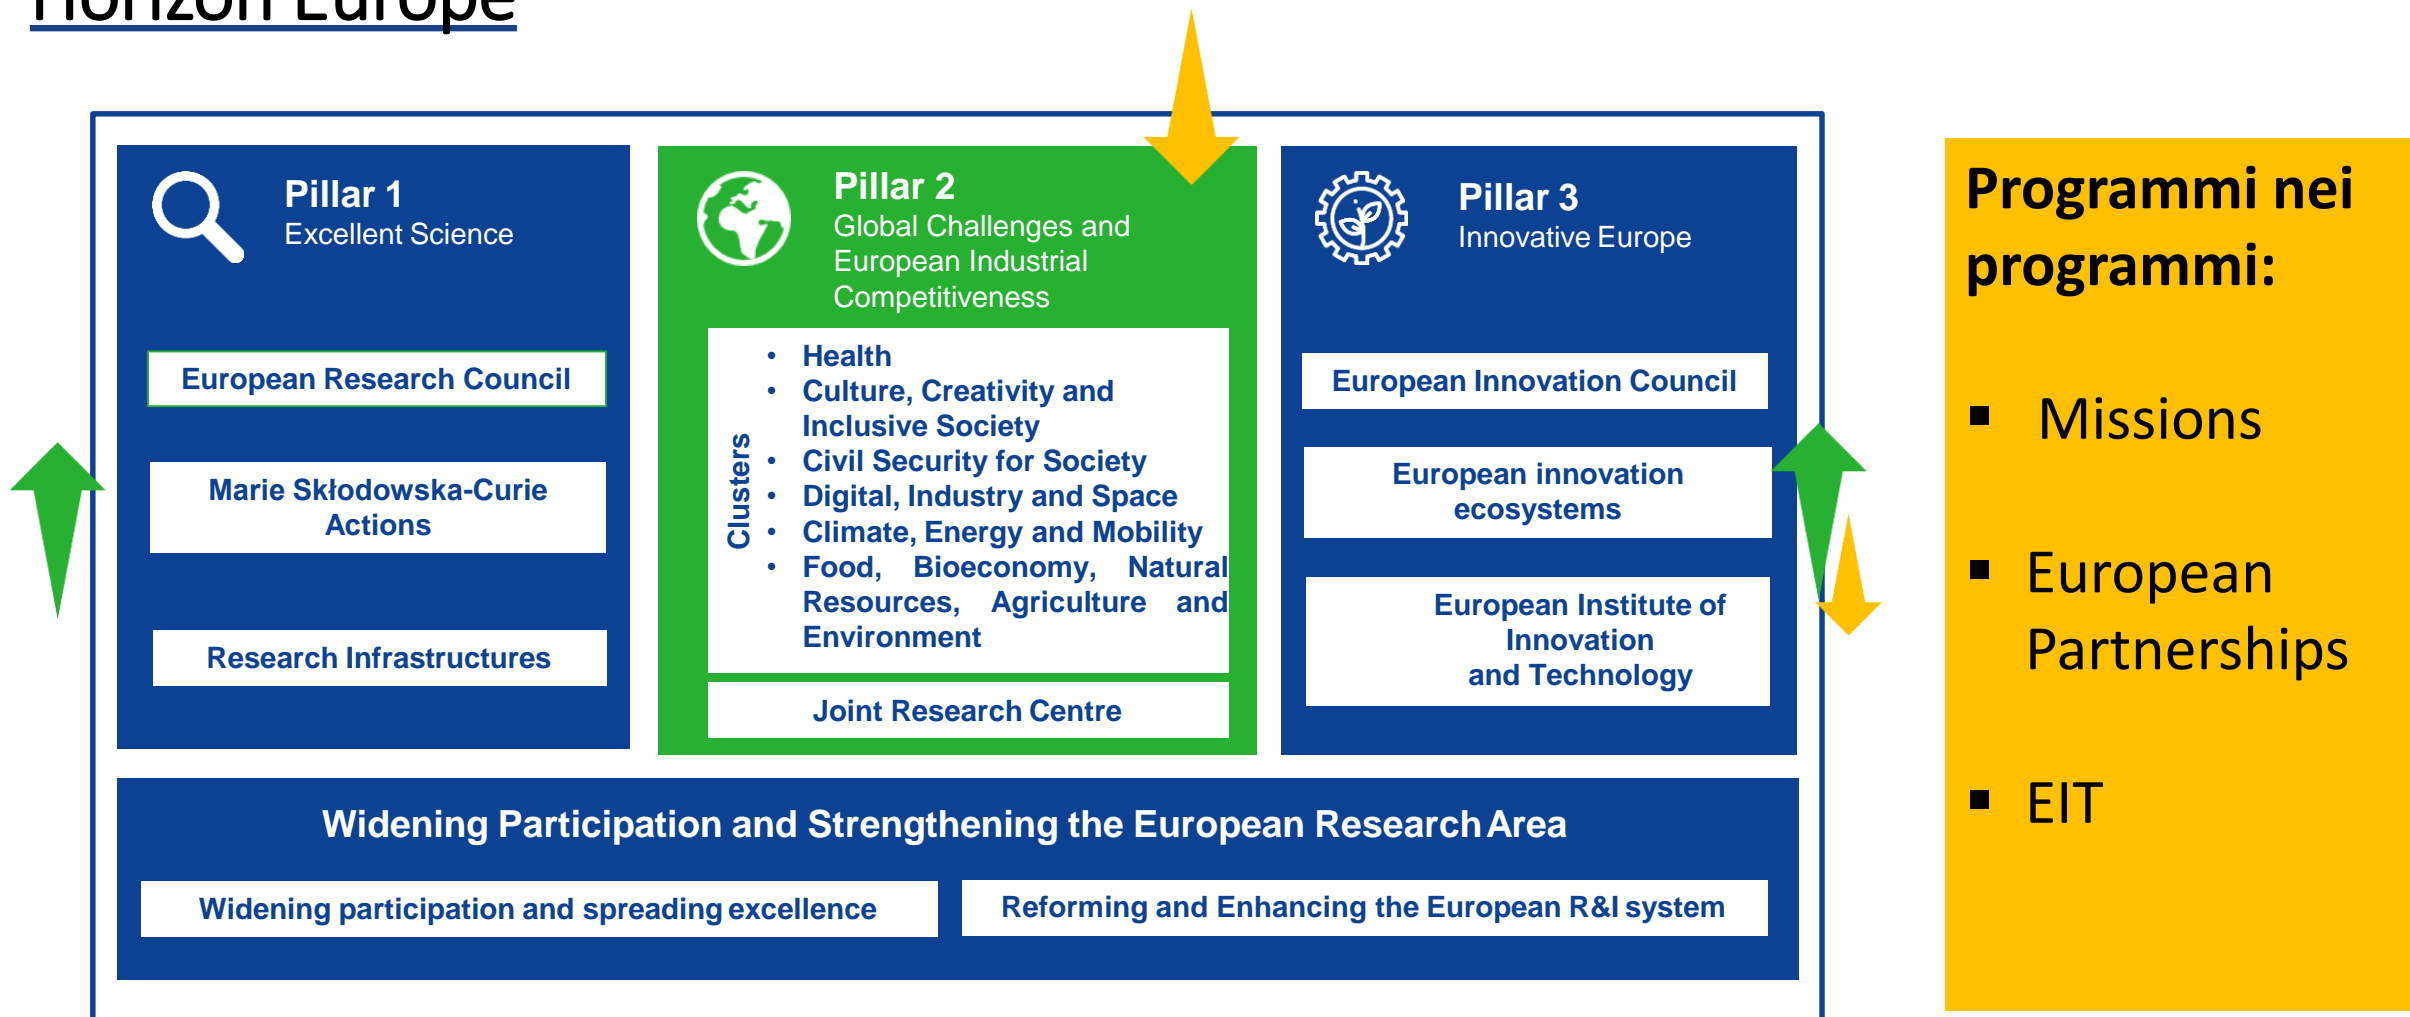 Horizon Europe
Pillar 1
Excellent Science
European Research Council
Marie Skłodowska-Curie
Actions
Research Infrastructures
Pillar 2
Global Challenges and
European Industrial
Competitiveness
Clusters
• Health
• Culture, Creativity and
Inclusive Society
• Civil Security for Society
• Digital, Industry and Space
• Climate, Energy and Mobility
• Food, Bioeconomy, Natural
Resources, Agriculture and
Environment
Joint Research Centre
Pillar 3
Innovative Europe
European Innovation Council
European innovation
ecosystems
European Institute of
Innovation
and Technology
Widening Participation and Strengthening the European Research Area
Widening participation and spreading excellence
Reforming and Enhancing the European R&I system
Programmi nei
programmi:
▪ Missions
▪ European
Partnerships
▪ EIT